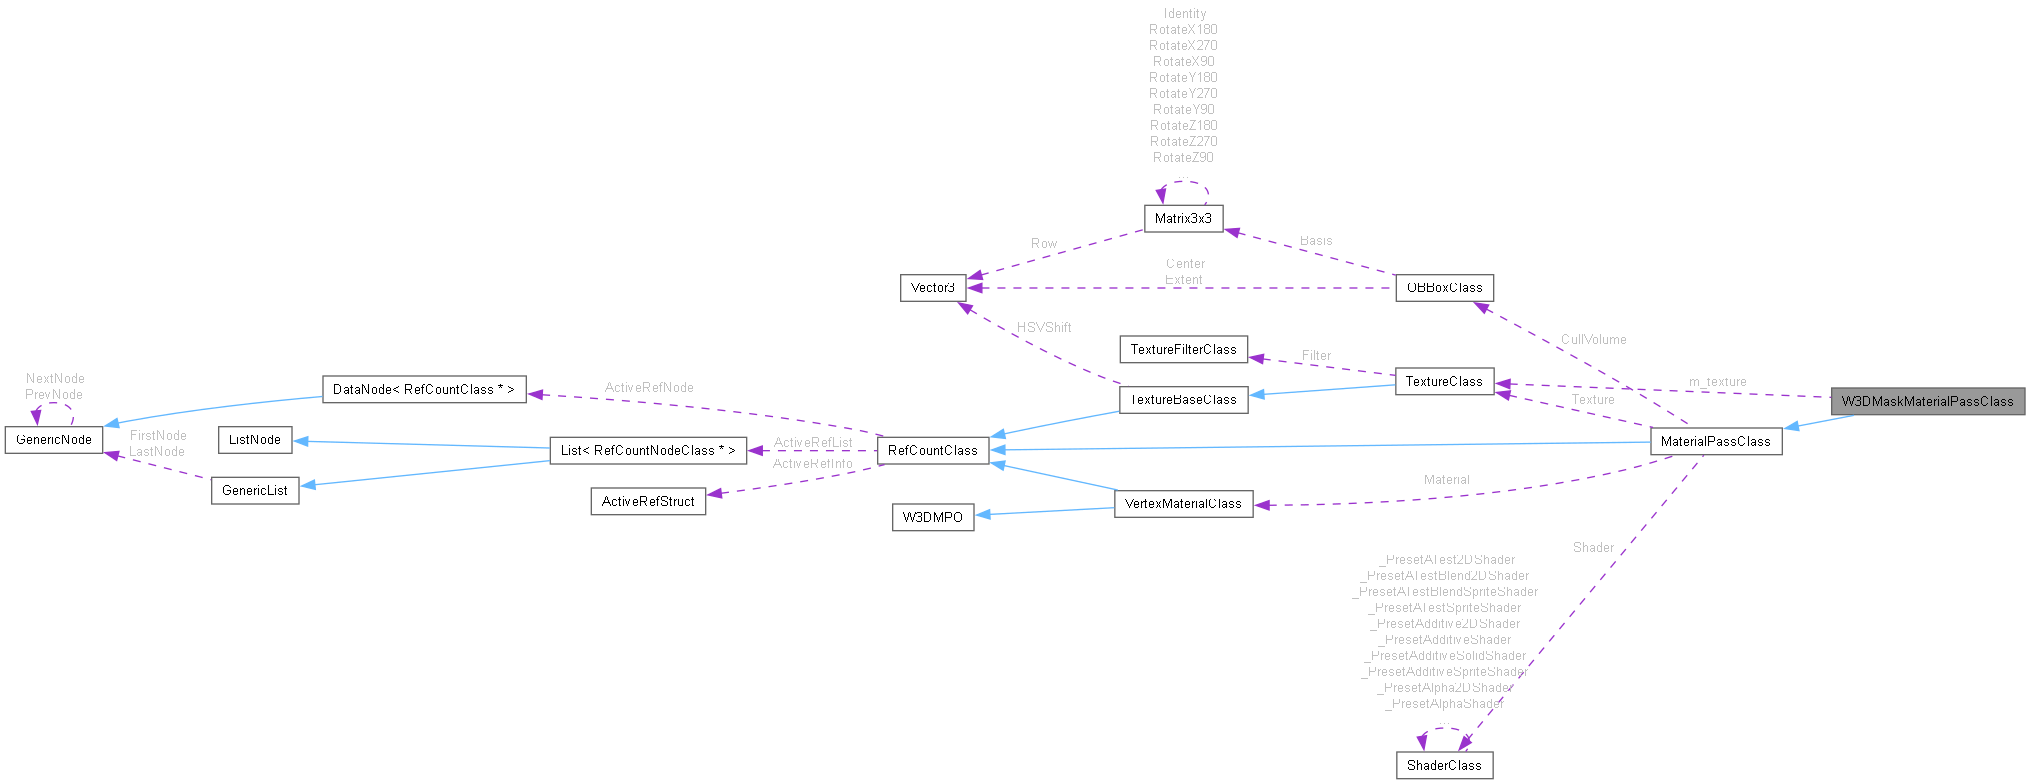 Identity
RotateX180
RotateX270
RotateX90
RotateY180
RotateY270
RotateY90
RotateZ180
RotateZ270
RotateZ90
...
Matrix3x3
Row
Basis
Center
Extent
Vector3
OBBoxClass
HSVShift
CullVolume
TextureFilterClass
Filter
TextureClass
m_texture
Texture
W3DMaskMaterialPassClass
NextNode
PrevNode
DataNode< RefCountClass * >
ActiveRefNode
TextureBaseClass
GenericNode
FirstNode
LastNode
ListNode
List< RefCountNodeClass * >
ActiveRefList
ActiveRefInfo
RefCountClass
MaterialPassClass
GenericList
ActiveRefStruct
W3DMPO
VertexMaterialClass
Material
Shader
_PresetATest2DShader
_PresetATestBlend2DShader
_PresetATestBlendSpriteShader
_PresetATestSpriteShader
_PresetAdditive2DShader
_PresetAdditiveShader
_PresetAdditiveSolidShader
_PresetAdditiveSpriteShader
_PresetAlpha2DShader
_PresetAlphaShader
...
ShaderClass